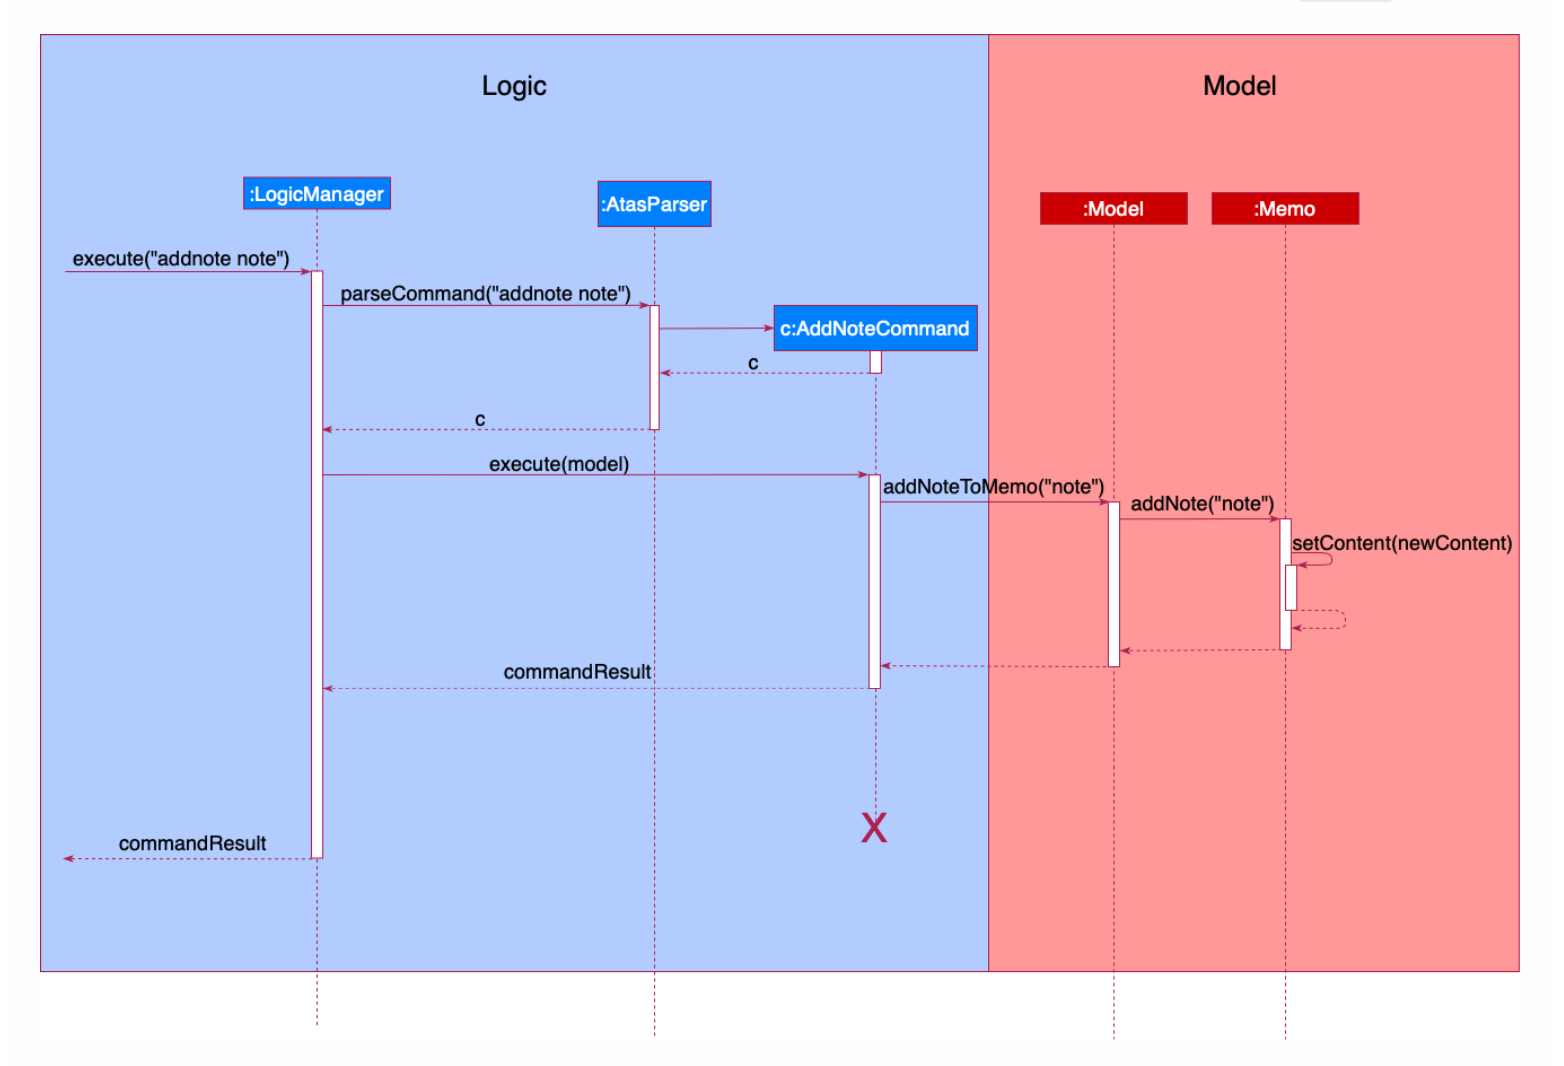 Logic
Model
:LogicManager
:AtasParser
:Model
:Memo
execute("addnote note")
parseCommand("addnote note")
c:AddNoteCommand
c
c
execute(model)
addNoteToMemo("note")
addNote("note")
setContent(newContent)
commandResult
X
commandResult